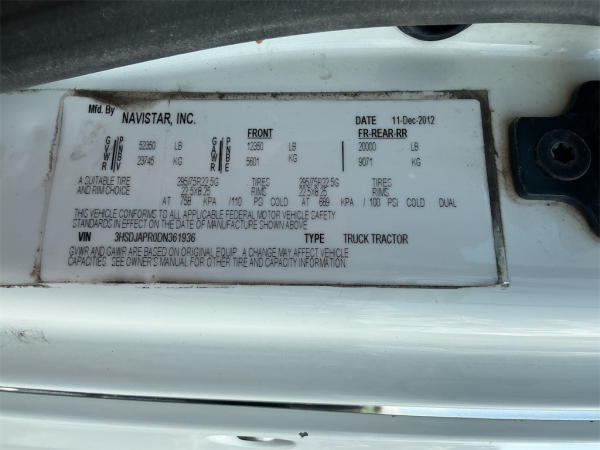 Mfd. By NAVISTAR, INC. DATE 11-Dec-2012
FRONT FR-REAR-RR
GVWR PNBV 52350 LB GAWR PNBE 12350 LB 20000 LB
23745 KG 5601 KG 9071 KG
A SUITABLE TIRE 295/75R22.5G TIRES 295/75R22.5G TIRES
AND RIM CHOICE 22.5X8.25 RIMS 22.5X8.25 RIMS
AT 758 KPA /110 PSI COLD AT 689 KPA / 100 PSI COLD DUAL
THIS VEHICLE CONFORMS TO ALL APPLICABLE FEDERAL MOTOR VEHICLE SAFETY
STANDARDS IN EFFECT ON THE DATE OF MANUFACTURE SHOWN ABOVE.
VIN 3HSDJAPR0DN361936 TYPE TRUCK TRACTOR
GVWR AND GAWR ARE BASED ON ORIGINAL EQUIP. A CHANGE MAY AFFECT VEHICLE
CAPACITIES. SEE OWNER'S MANUAL FOR OTHER TIRE AND CAPACITY INFORMATION